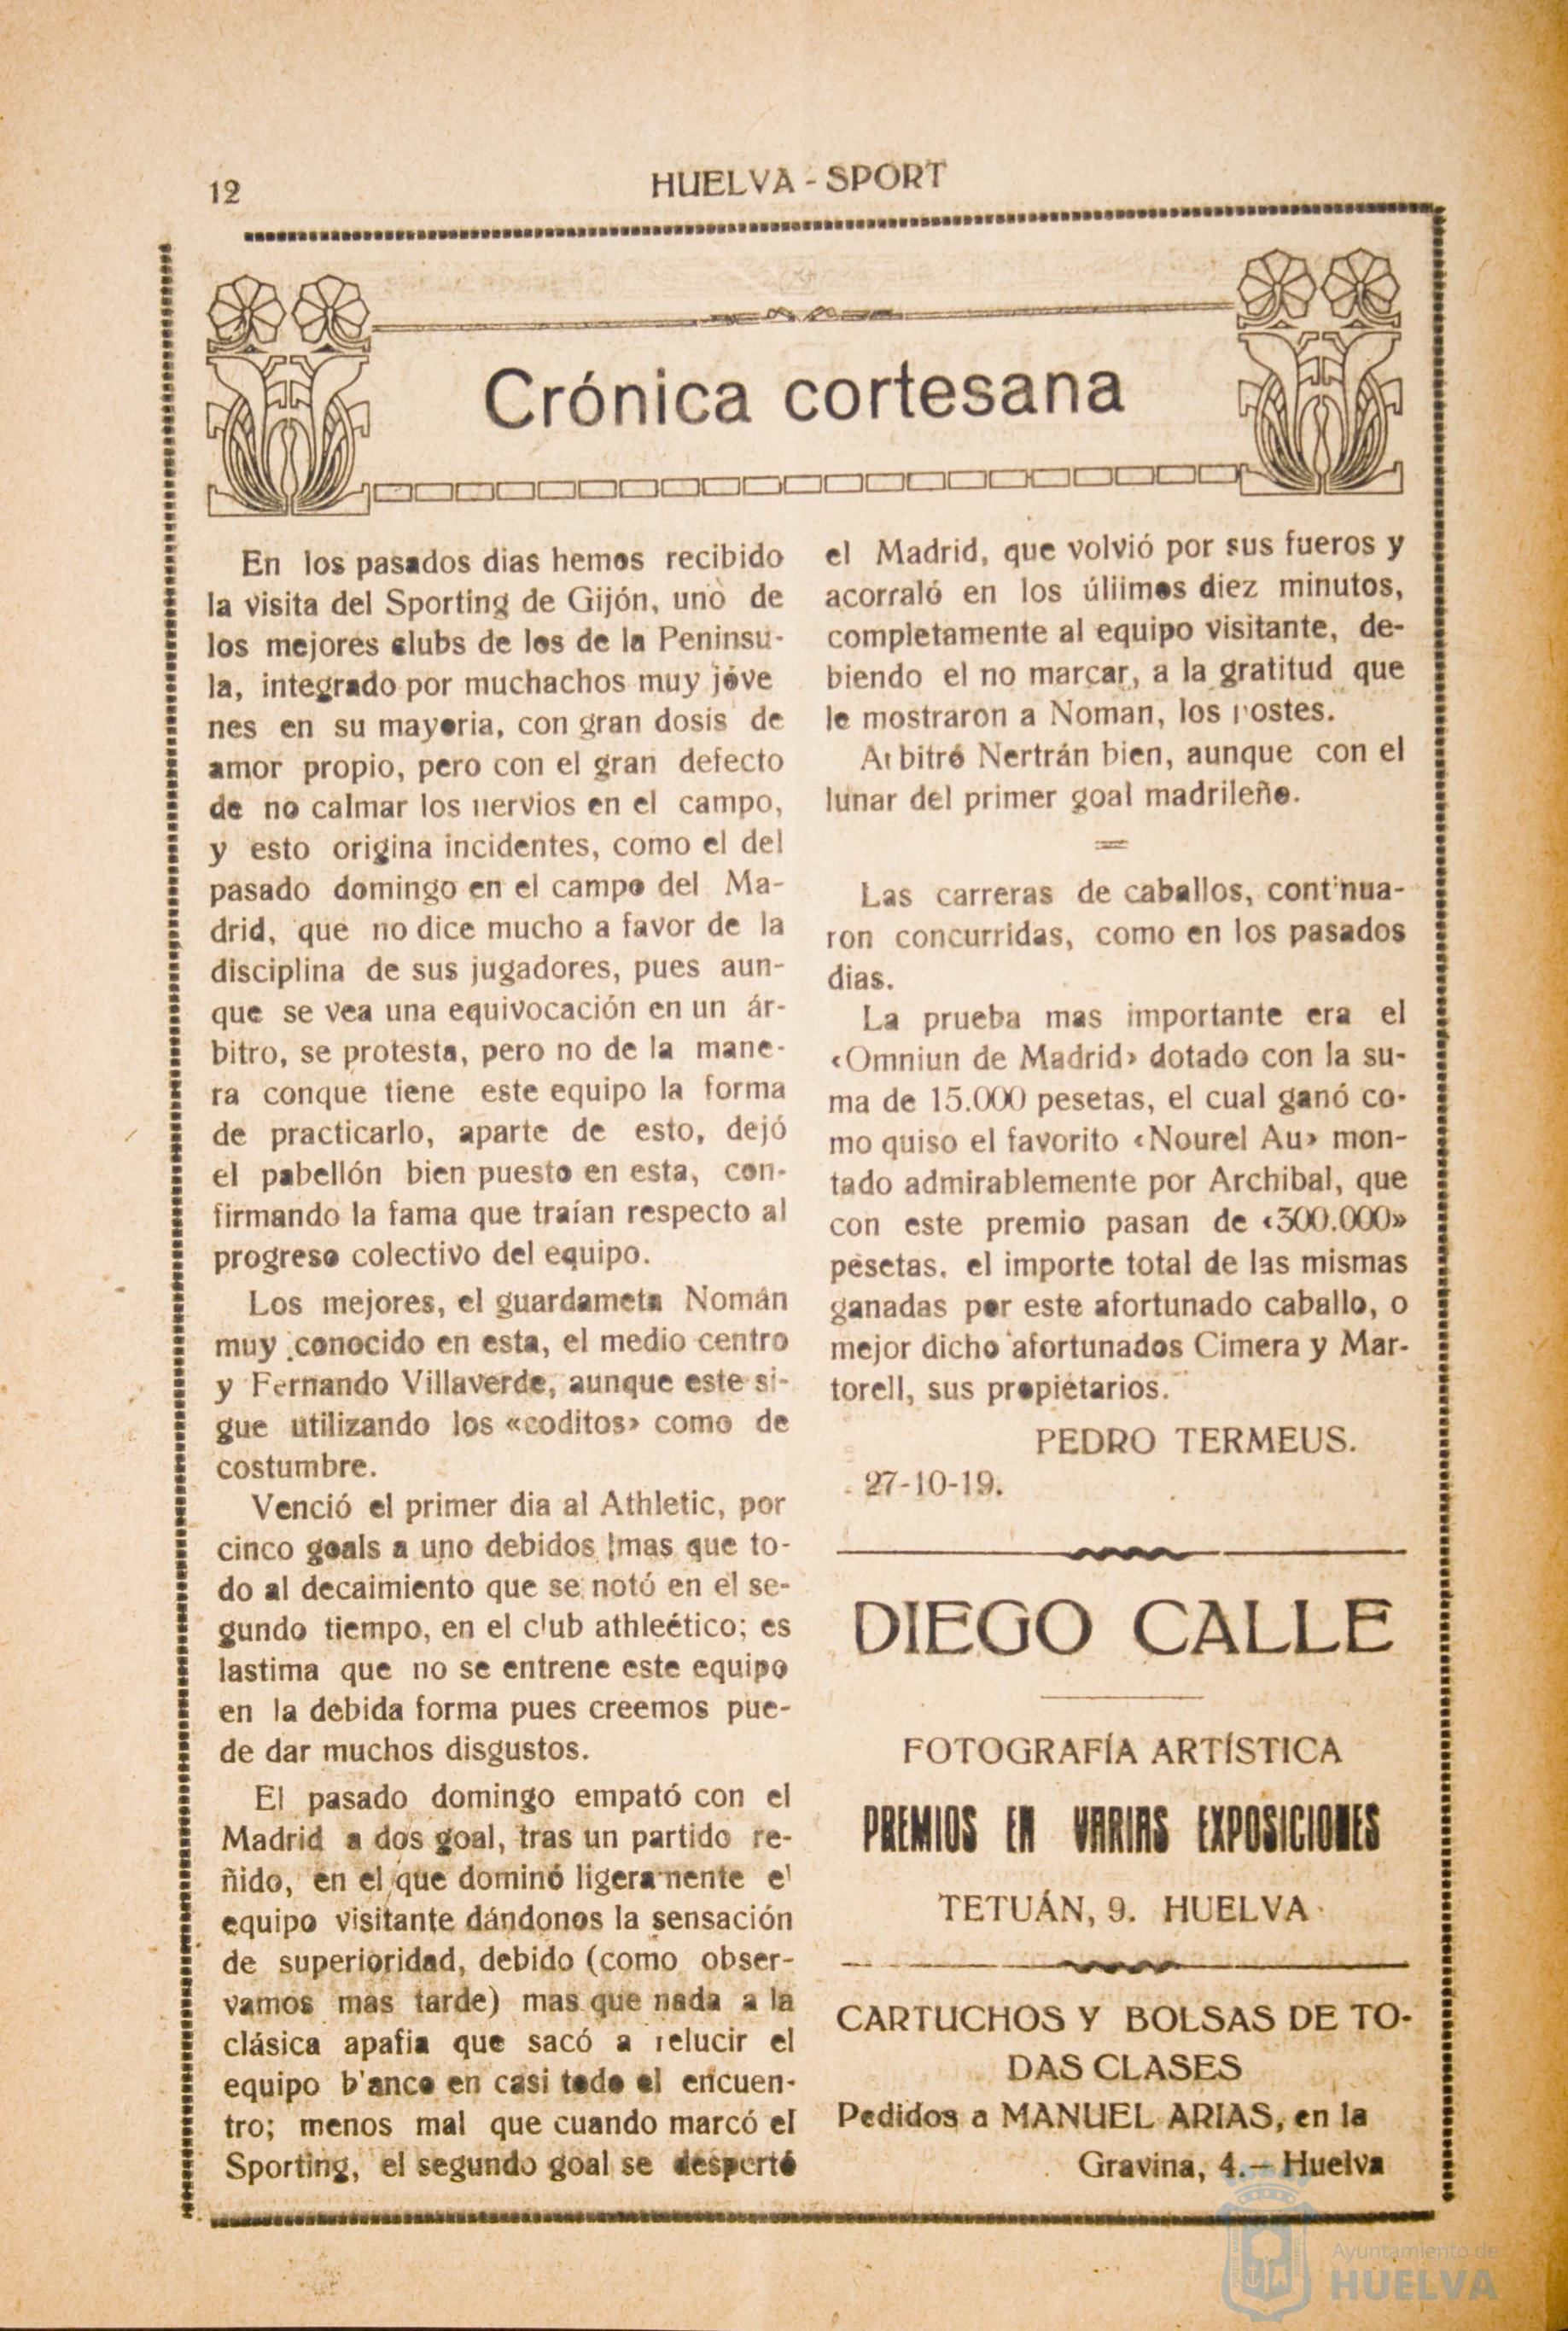 12
HUELVA - SPORT
Crónica cortesana
En los pasados dias hemos recibido
la visita del Sporting de Gijón, uno de
los mejores clubs de los de la Peninsu-
la, integrado por muchachos muy jóve
nes en su mayoria, con gran dosis de
amor propio, pero con el gran defecto
de no calmar los nervios en el campo,
y esto origina incidentes, como el del
pasado domingo en el campo del Ma-
drid, que no dice mucho a favor de la
disciplina de sus jugadores, pues aun-
que se vea una equivocación en un ár-
bitro, se protesta, pero no de la mane-
ra conque tiene este equipo la forma
de practicarlo, aparte de esto, dejó
el pabellón bien puesto en esta, con-
firmando la fama que traían respecto al
progreso colectivo del equipo.
Los mejores, el guardameta Nomán
muy conocido en esta, el medio centro
y Fernando Villaverde, aunque este si-
gue utilizando los «coditos» como de
costumbre.
Venció el primer dia al Athletic, por
cinco goals a uno debidos mas que to-
do al decaimiento que se notó en el se-
gundo tiempo, en el club athleético; es
lastima que no se entrene este equipo
en la debida forma pues creemos pue-
de dar muchos disgustos.
El pasado domingo empató con el
Madrid a dos goal, tras un partido re-
ñido, en el que dominó ligeramente el
equipo visitante dándonos la sensación
de superioridad, debido (como obser-
vamos mas tarde) mas que nada a la
clásica apafia que sacó a relucir el
equipo b'anco en casi todo el encuen-
tro; menos mal que cuando marcó el
Sporting, el segundo goal se despertó
el Madrid, que volvió por sus fueros y
acorraló en los úliimos diez minutos,
completamente al equipo visitante, de-
biendo el no marcar, a la gratitud que
le mostraron a Noman, los postes.
Arbitró Nertrán bien, aunque con el
lunar del primer goal madrileño.
Las carreras de caballos, continua-
ron concurridas, como en los pasados
dias.
La prueba mas importante era el
‹Omniun de Madrid› dotado con la su-
ma de 15.000 pesetas, el cual ganó co-
mo quiso el favorito ‹Nourel Au› mon-
tado admirablemente por Archibal, que
con este premio pasan de ‹300.000»
pesetas. el importe total de las mismas
ganadas por este afortunado caballo, o
mejor dicho afortunados Cimera y Mar-
torell, sus propietarios.
PEDRO TERMEUS.
27-10-19.
DIEGO CALLE
FOTOGRAFÍA ARTÍSTICA
PREMIOS EN VARIAS EXPOSICIONES
TETUÁN, 9. HUELVA
CARTUCHOS Y BOLSAS DE TO-
DAS CLASES
Pedidos a MANUEL ARIAS, en la
Gravina, 4.— Huelva
Ayuntamiento de
HUELVA